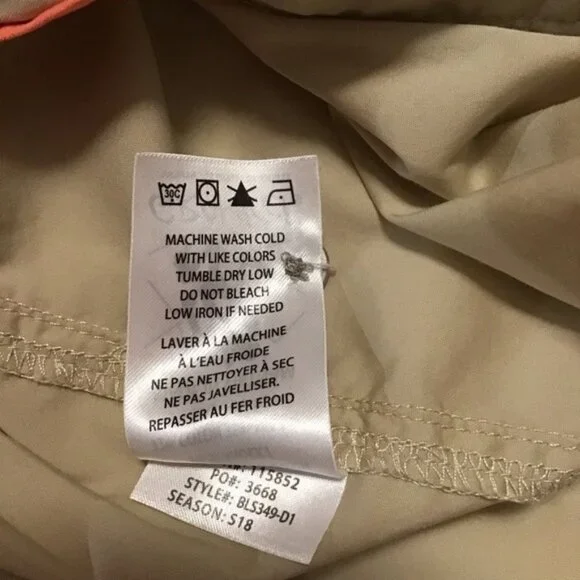 30C
MACHINE WASH COLD
WITH LIKE COLORS
TUMBLE DRY LOW
DO NOT BLEACH
LOW IRON IF NEEDED
LAVER À LA MACHINE
À L'EAU FROIDE
NE PAS NETTOYER À SEC
NE PAS JAVELLISER.
REPASSER AU FER FROID
#: 115852
PO#: 3668
STYLE#: BLS349-D1
SEASON: S18